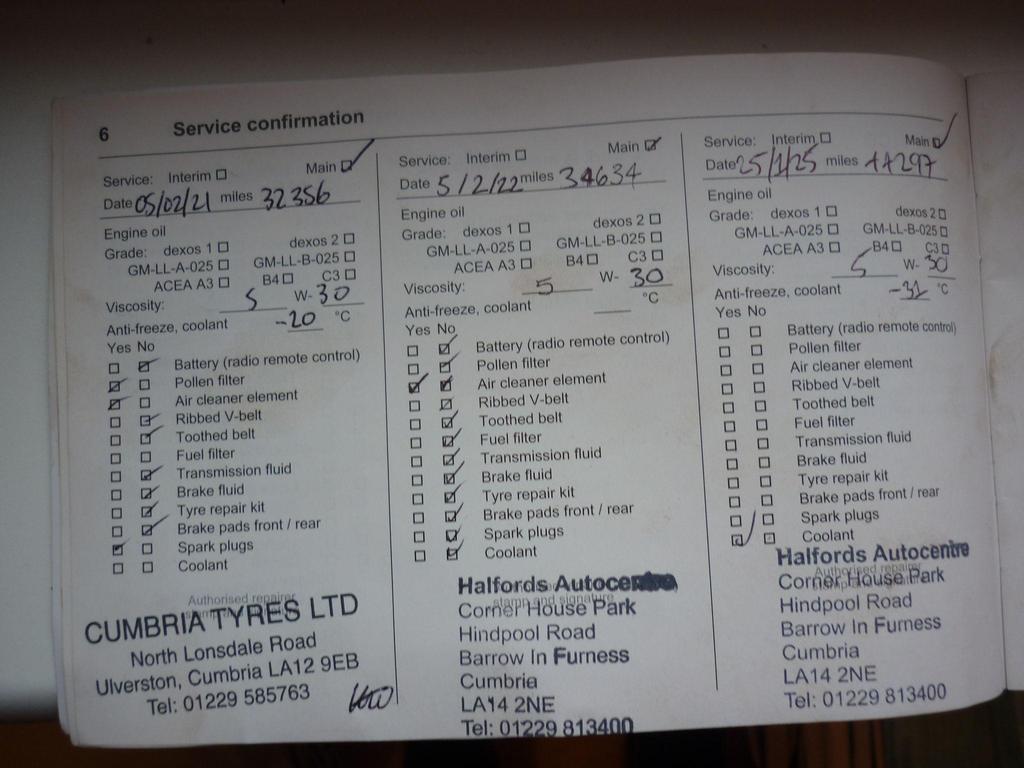 6 Service confirmation
Service: Interim Main
Date 05/02/21 miles 32356
Engine oil
Grade: dexos 1 dexos 2
GM-LL-A-025 GM-LL-B-025
ACEA A3 B4 C3
Viscosity: 5 W- 30
Anti-freeze, coolant -20 °C
Yes No
Battery (radio remote control)
Pollen filter
Air cleaner element
Ribbed V-belt
Toothed belt
Fuel filter
Transmission fluid
Brake fluid
Tyre repair kit
Brake pads front / rear
Spark plugs
Coolant
Authorised repairer
CUMBRIA TYRES LTD
North Lonsdale Road
Ulverston, Cumbria LA12 9EB
Tel: 01229 585763
Service: Interim Main
Date 5/2/22 miles 34634
Engine oil
Grade: dexos 1 dexos 2
GM-LL-A-025 GM-LL-B-025
ACEA A3 B4 C3
Viscosity: 5 W- 30
Anti-freeze, coolant °C
Yes No
Battery (radio remote control)
Pollen filter
Air cleaner element
Ribbed V-belt
Toothed belt
Fuel filter
Transmission fluid
Brake fluid
Tyre repair kit
Brake pads front / rear
Spark plugs
Coolant
Halfords Autocentre
stamp and signature
Corner House Park
Hindpool Road
Barrow In Furness
Cumbria
LA14 2NE
Tel: 01229 813400
Service: Interim Main
Date 25/1/25 miles 44297
Engine oil
Grade: dexos 1 dexos 2
GM-LL-A-025 GM-LL-B-025
ACEA A3 B4 C3
Viscosity: 5 W- 30
Anti-freeze, coolant -31 °C
Yes No
Battery (radio remote control)
Pollen filter
Air cleaner element
Ribbed V-belt
Toothed belt
Fuel filter
Transmission fluid
Brake fluid
Tyre repair kit
Brake pads front / rear
Spark plugs
Coolant
Halfords Autocentre
Authorised repairer
Corner House Park
Hindpool Road
Barrow In Furness
Cumbria
LA14 2NE
Tel: 01229 813400